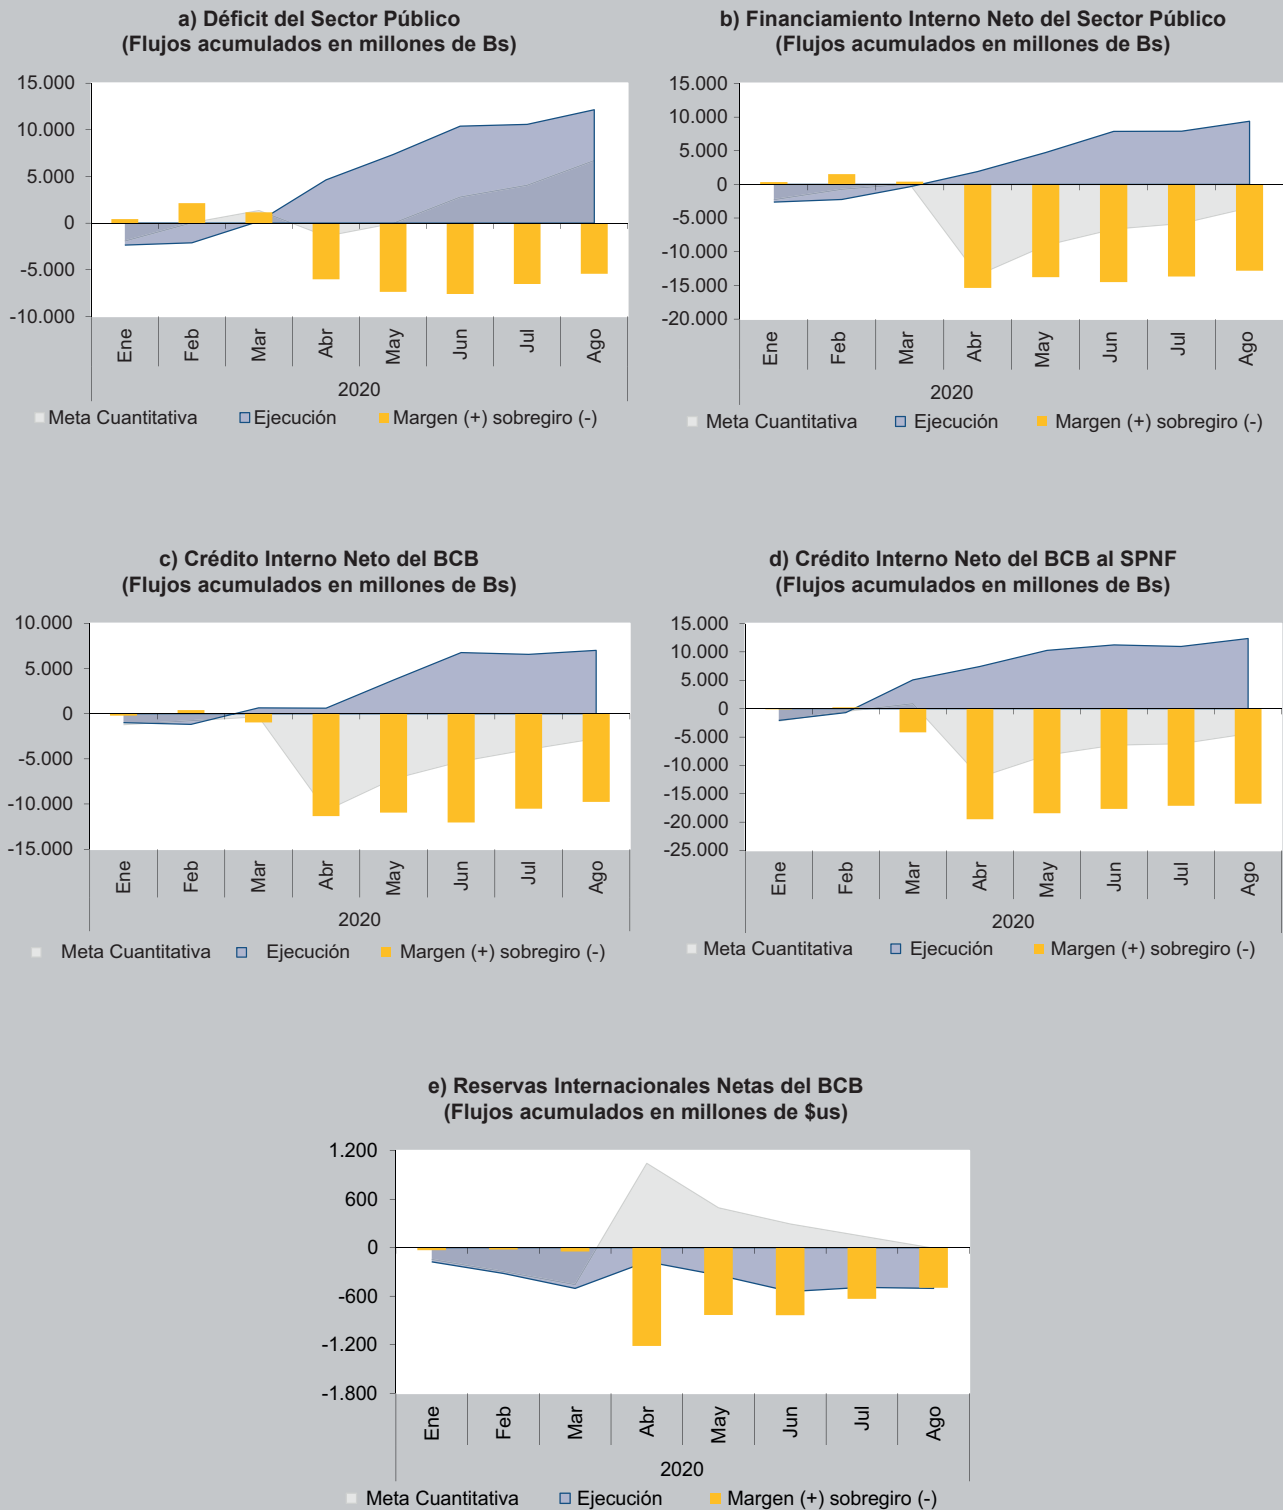 a) Déficit del Sector Público
(Flujos acumulados en millones de Bs)
15.000
10.000
5.000
0
-5.000
-10.000
Ene
Feb
Mar
Abr
May
Jun
Jul
Ago
2020
Meta Cuantitativa Ejecución Margen (+) sobregiro (-)
b) Financiamiento Interno Neto del Sector Público
(Flujos acumulados en millones de Bs)
15.000
10.000
5.000
0
-5.000
-10.000
-15.000
-20.000
Ene
Feb
Mar
Abr
May
Jun
Jul
Ago
2020
Meta Cuantitativa Ejecución Margen (+) sobregiro (-)
c) Crédito Interno Neto del BCB
(Flujos acumulados en millones de Bs)
10.000
5.000
0
-5.000
-10.000
-15.000
Ene
Feb
Mar
Abr
May
Jun
Jul
Ago
2020
Meta Cuantitativa Ejecución Margen (+) sobregiro (-)
d) Crédito Interno Neto del BCB al SPNF
(Flujos acumulados en millones de Bs)
15.000
10.000
5.000
0
-5.000
-10.000
-15.000
-20.000
-25.000
Ene
Feb
Mar
Abr
May
Jun
Jul
Ago
2020
Meta Cuantitativa Ejecución Margen (+) sobregiro (-)
e) Reservas Internacionales Netas del BCB
(Flujos acumulados en millones de $us)
1.200
600
0
-600
-1.200
-1.800
Ene
Feb
Mar
Abr
May
Jun
Jul
Ago
2020
Meta Cuantitativa Ejecución Margen (+) sobregiro (-)